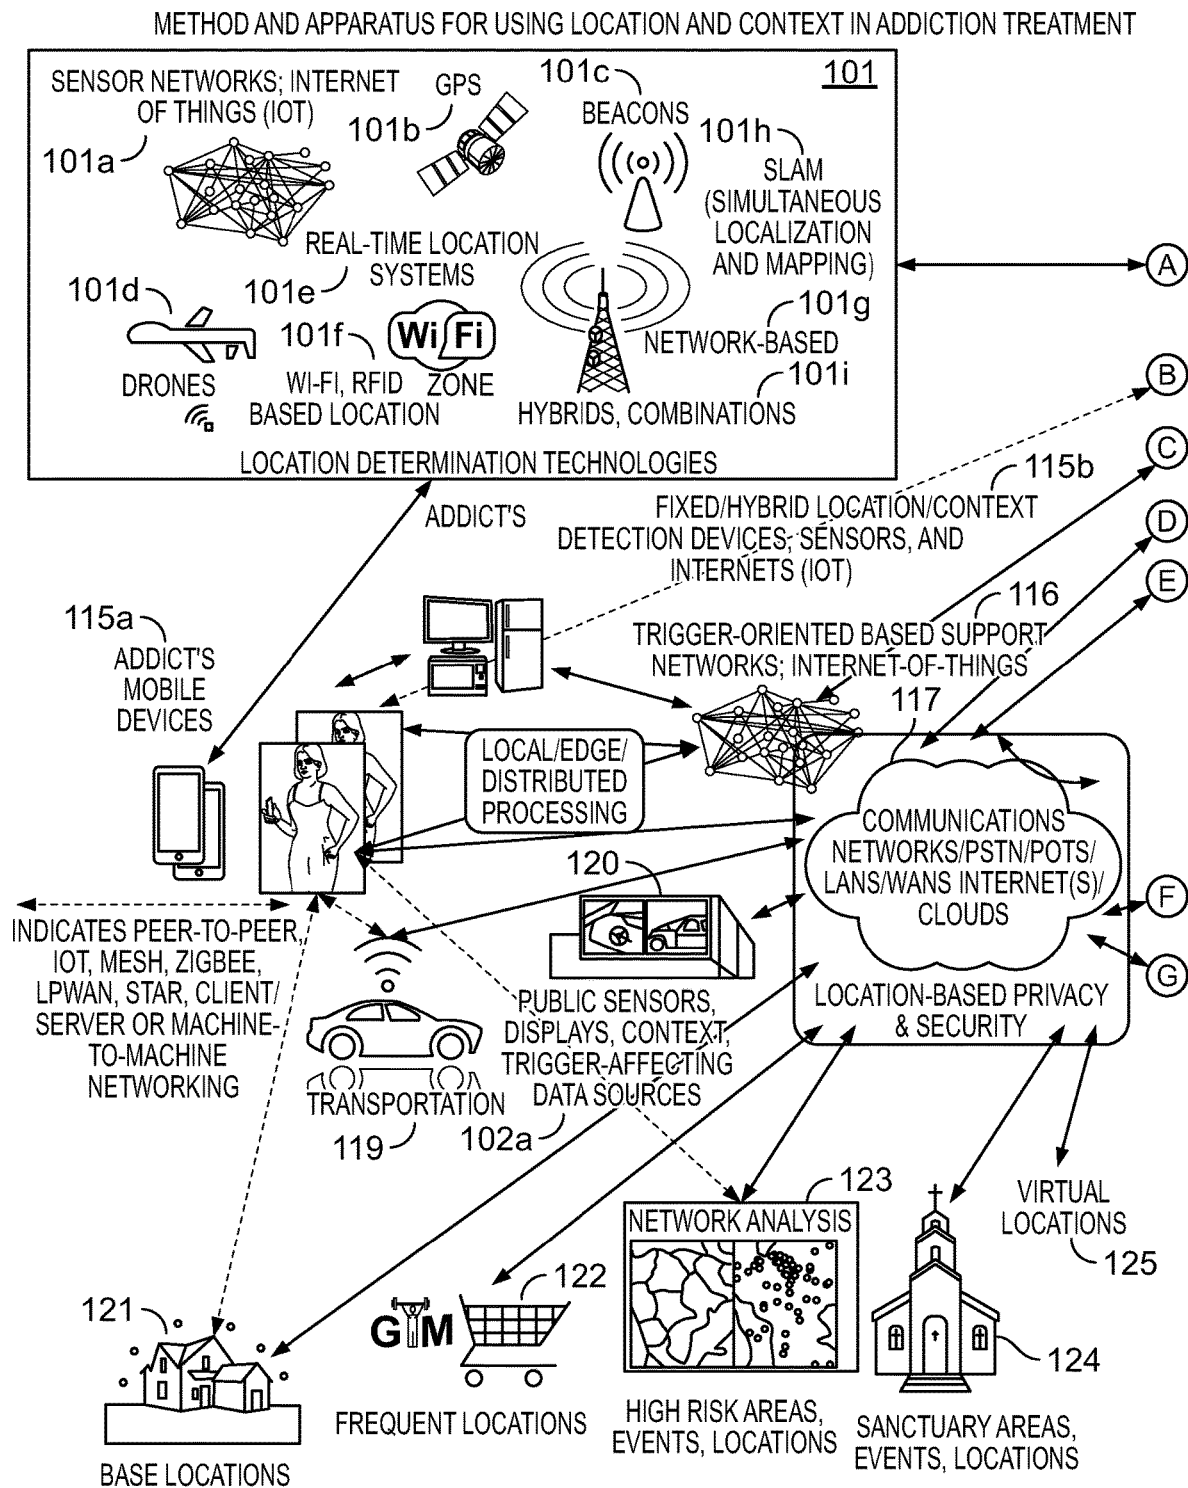 METHOD AND APPARATUS FOR USING LOCATION AND CONTEXT IN ADDICTION TREATMENT
101
SENSOR NETWORKS; INTERNET
OF THINGS (IOT)
101a
GPS
101b
101c
BEACONS
101h
SLAM
(SIMULTANEOUS
LOCALIZATION
AND MAPPING)
REAL-TIME LOCATION
SYSTEMS
101e
101d
DRONES
101f
Wi Fi
ZONE
WI-FI, RFID
BASED LOCATION
101g
NETWORK-BASED
101i
HYBRIDS, COMBINATIONS
LOCATION DETERMINATION TECHNOLOGIES
A
B
C
D
E
ADDICT'S
115b
FIXED/HYBRID LOCATION/CONTEXT
DETECTION DEVICES, SENSORS, AND
INTERNETS (IOT)
115a
ADDICT'S
MOBILE
DEVICES
116
TRIGGER-ORIENTED BASED SUPPORT
NETWORKS; INTERNET-OF-THINGS
117
LOCAL/EDGE/
DISTRIBUTED
PROCESSING
COMMUNICATIONS
NETWORKS/PSTN/POTS/
LANS/WANS INTERNET(S)/
CLOUDS
F
G
LOCATION-BASED PRIVACY
& SECURITY
120
INDICATES PEER-TO-PEER,
IOT, MESH, ZIGBEE,
LPWAN, STAR, CLIENT/
SERVER OR MACHINE-
TO-MACHINE
NETWORKING
PUBLIC SENSORS,
DISPLAYS, CONTEXT,
TRIGGER-AFFECTING
DATA SOURCES
102a
TRANSPORTATION
119
121
BASE LOCATIONS
122
GYM
FREQUENT LOCATIONS
123
NETWORK ANALYSIS
HIGH RISK AREAS,
EVENTS, LOCATIONS
124
SANCTUARY AREAS,
EVENTS, LOCATIONS
VIRTUAL
LOCATIONS
125